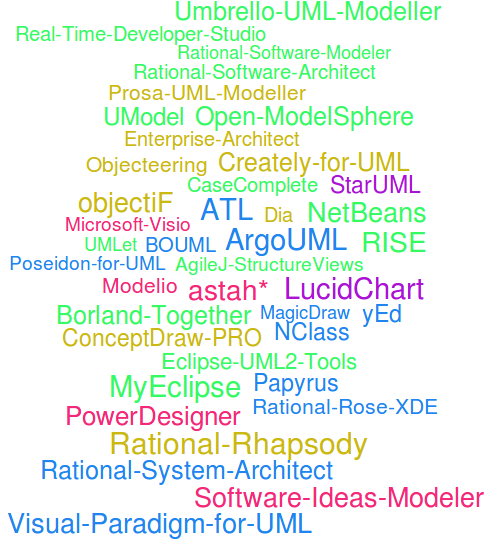 Umbrello-UML-Modeller
Real-Time-Developer-Studio
Rational-Software-Modeler
Rational-Software-Architect
Prosa-UML-Modeller
UModel Open-ModelSphere
Enterprise-Architect
Objecteering Creately-for-UML
CaseComplete StarUML
objectiF ATL Dia NetBeans
Microsoft-Visio
UMLet BOUML ArgoUML RISE
Poseidon-for-UML AgileJ-StructureViews
Modelio astah* LucidChart
Borland-Together MagicDraw yEd
ConceptDraw-PRO NClass
Eclipse-UML2-Tools
MyEclipse Papyrus
PowerDesigner Rational-Rose-XDE
Rational-Rhapsody
Rational-System-Architect
Software-Ideas-Modeler
Visual-Paradigm-for-UML